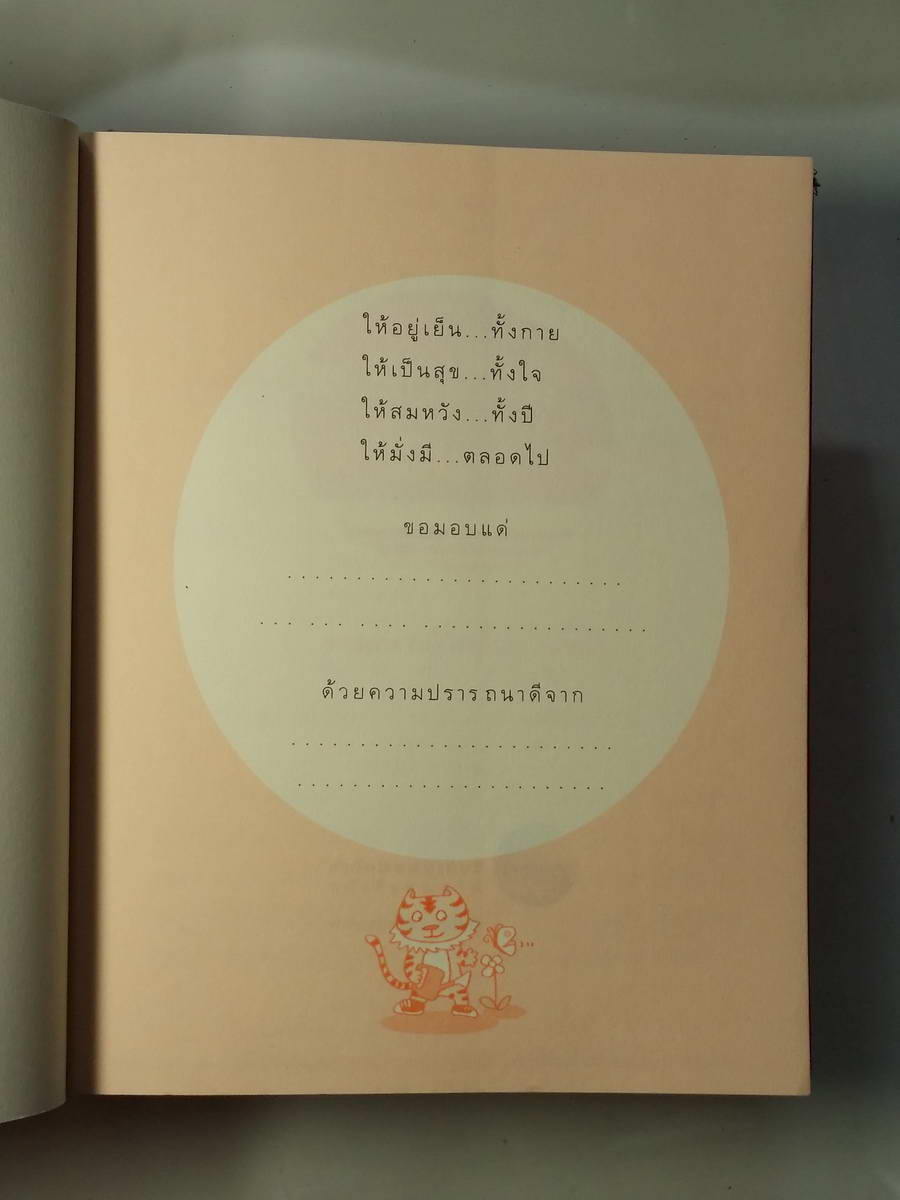 ให้อยู่เย็น...ทั้งกาย
ให้เป็นสุข...ทั้งใจ
ให้สมหวัง...ทั้งปี
ให้มั่งมี...ตลอดไป
ขอมอบแด่
.........................
... ... .... .................
ด้วยความปรารถนาดีจาก
........................
.......................